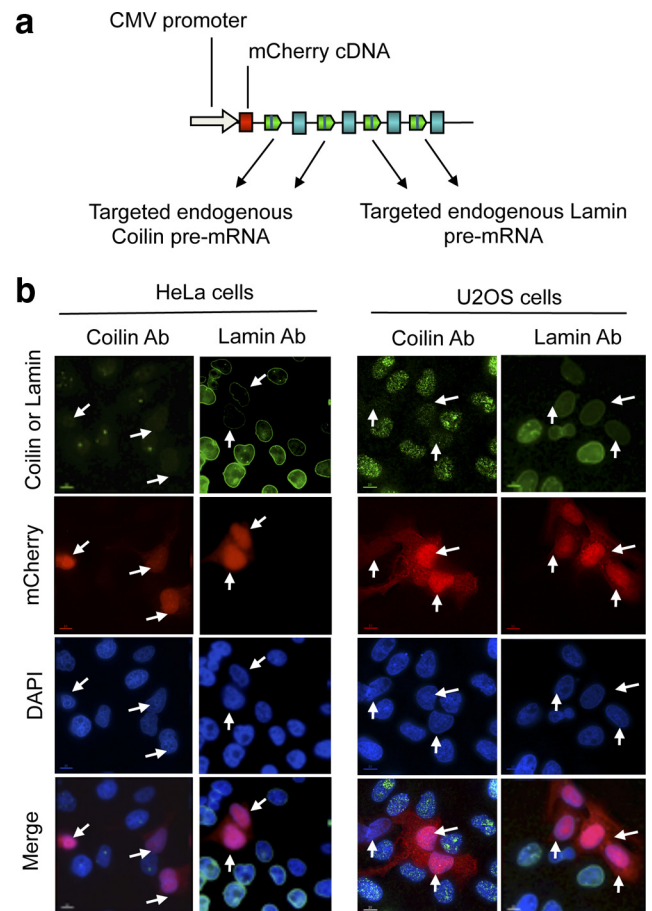 a
CMV promoter
mCherry cDNA
Targeted endogenous
Coilin pre-mRNA
Targeted endogenous Lamin
pre-mRNA
b
HeLa cells
U2OS cells
Coilin Ab
Lamin Ab
Coilin Ab
Lamin Ab
Coilin or Lamin
mCherry
DAPI
Merge